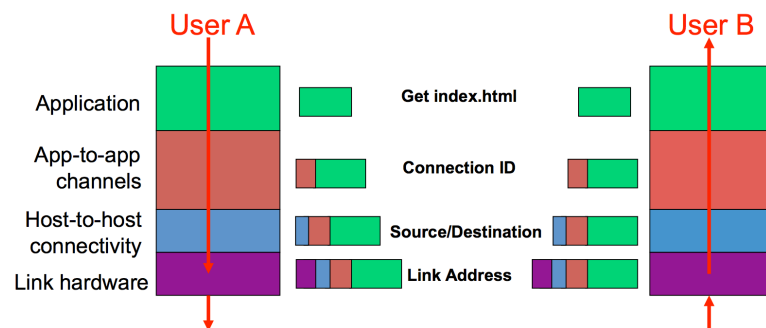 User A
User B
Application
Get index.html
App-to-app
channels
Connection ID
Host-to-host
connectivity
Source/Destination
Link hardware
Link Address